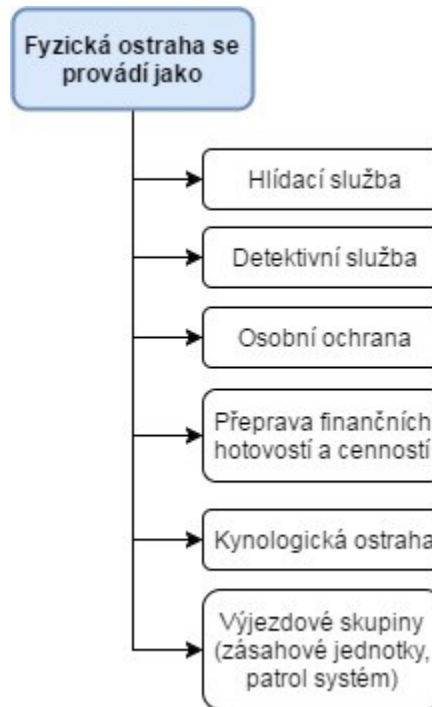 Fyzická ostraha se
provádí jako
Hlídací služba
Detektivní služba
Osobní ochrana
Přeprava finančních
hotovostí a cenností
Kynologická ostraha
Výjezdové skupiny
(zásahové jednotky,
patrol systém)